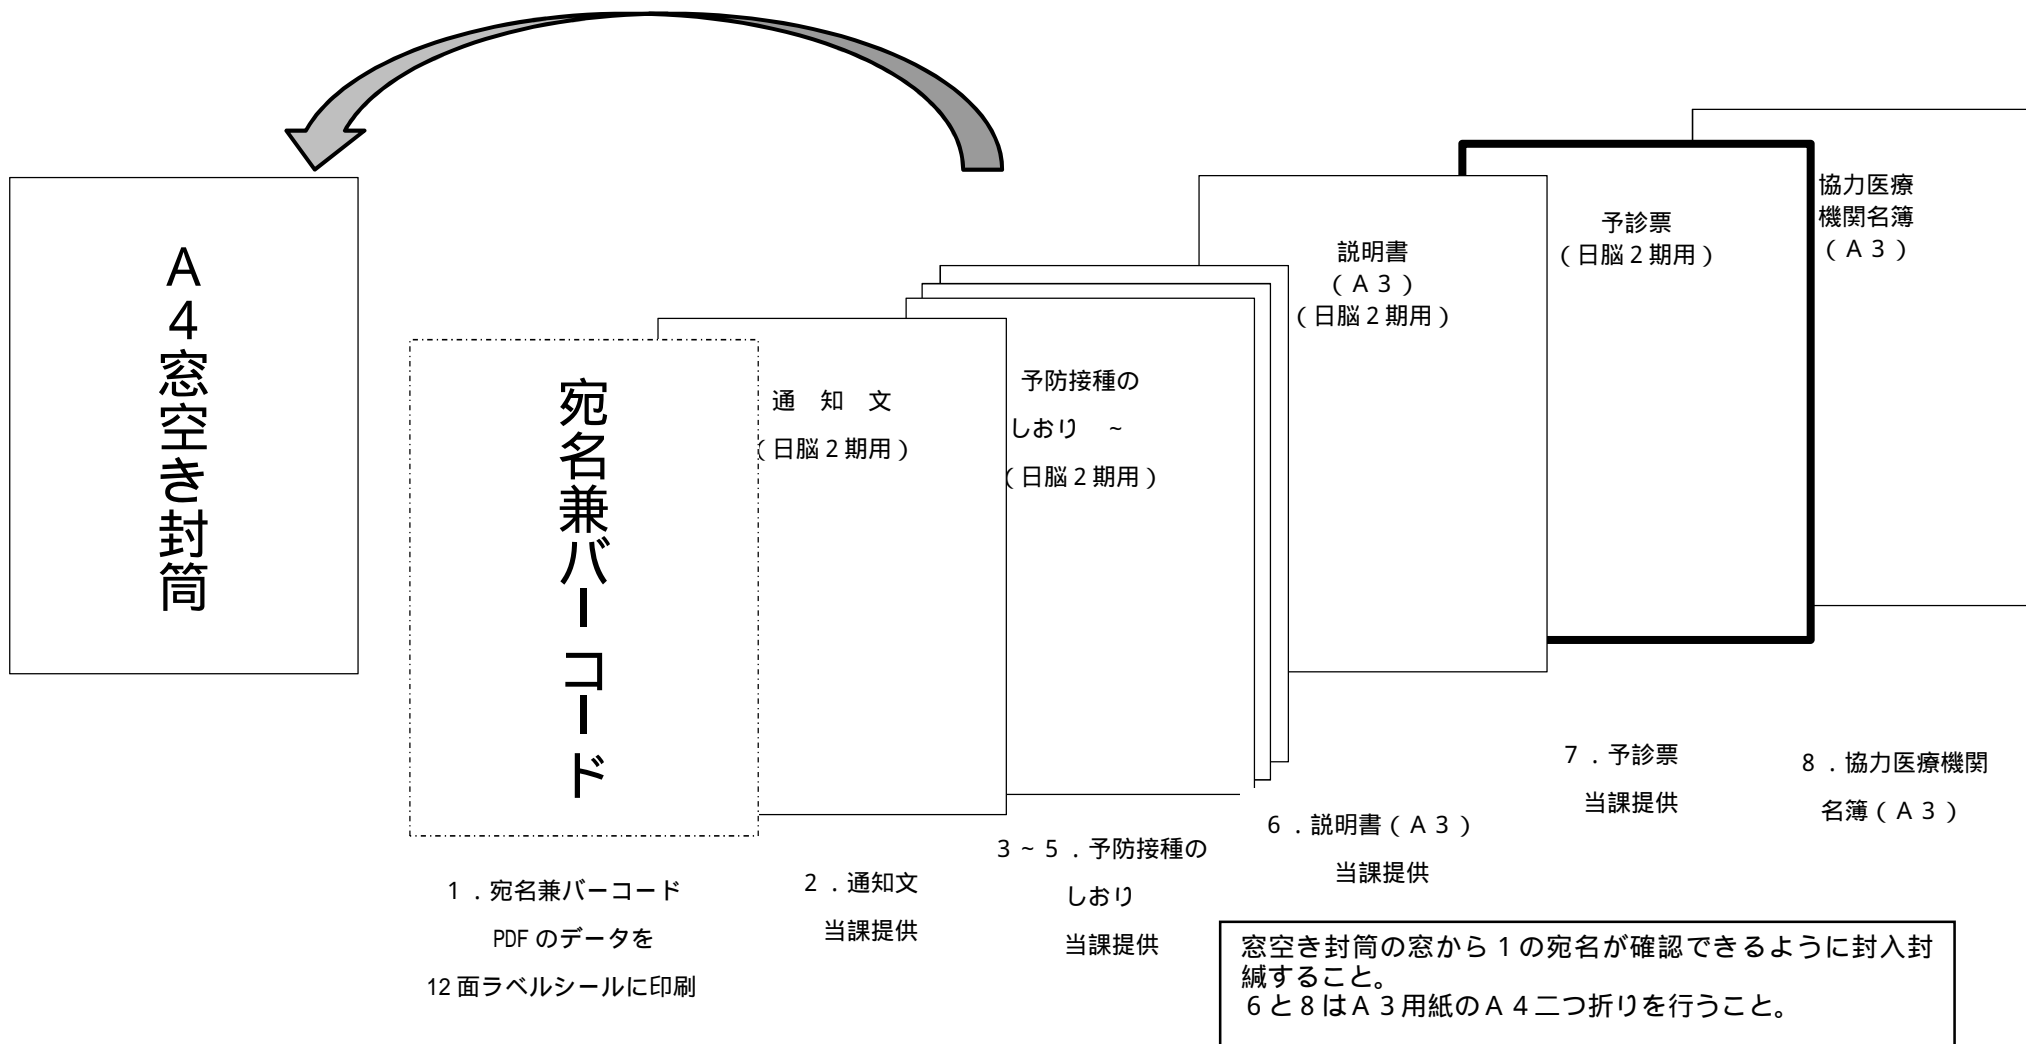 Ａ４窓空き封筒
宛名兼バーコード
通　知　文
（日脳２期用）
予防接種の
しおり　～
（日脳２期用）
説明書
（Ａ３）
（日脳２期用）
予診票
（日脳２期用）
協力医療
機関名簿
（Ａ３）
１．宛名兼バーコード
PDFのデータを
12面ラベルシールに印刷
２．通知文
当課提供
３～５．予防接種の
しおり
当課提供
６．説明書（Ａ３）
当課提供
７．予診票
当課提供
８．協力医療機関
名簿（Ａ３）
窓空き封筒の窓から１の宛名が確認できるように封入封
緘すること。
６と８はＡ３用紙のＡ４二つ折りを行うこと。